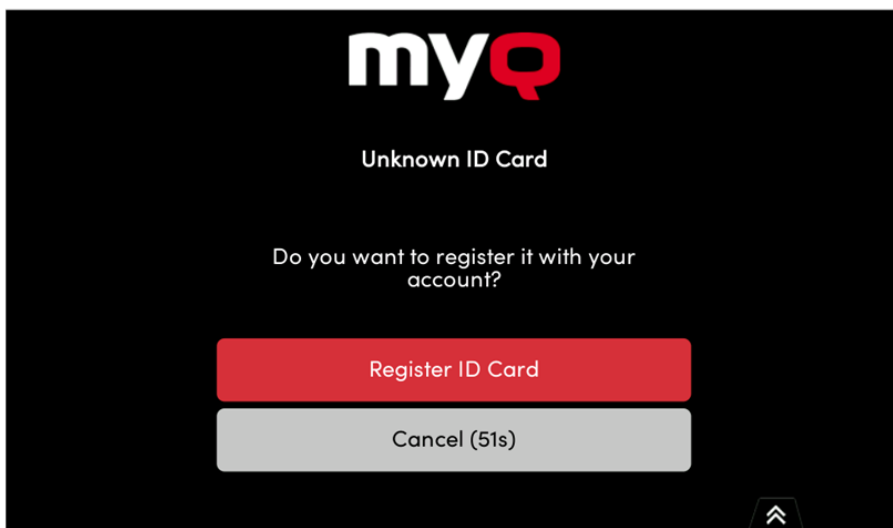 myQ
Unknown ID Card
Do you want to register it with your
account?
Register ID Card
Cancel (51s)